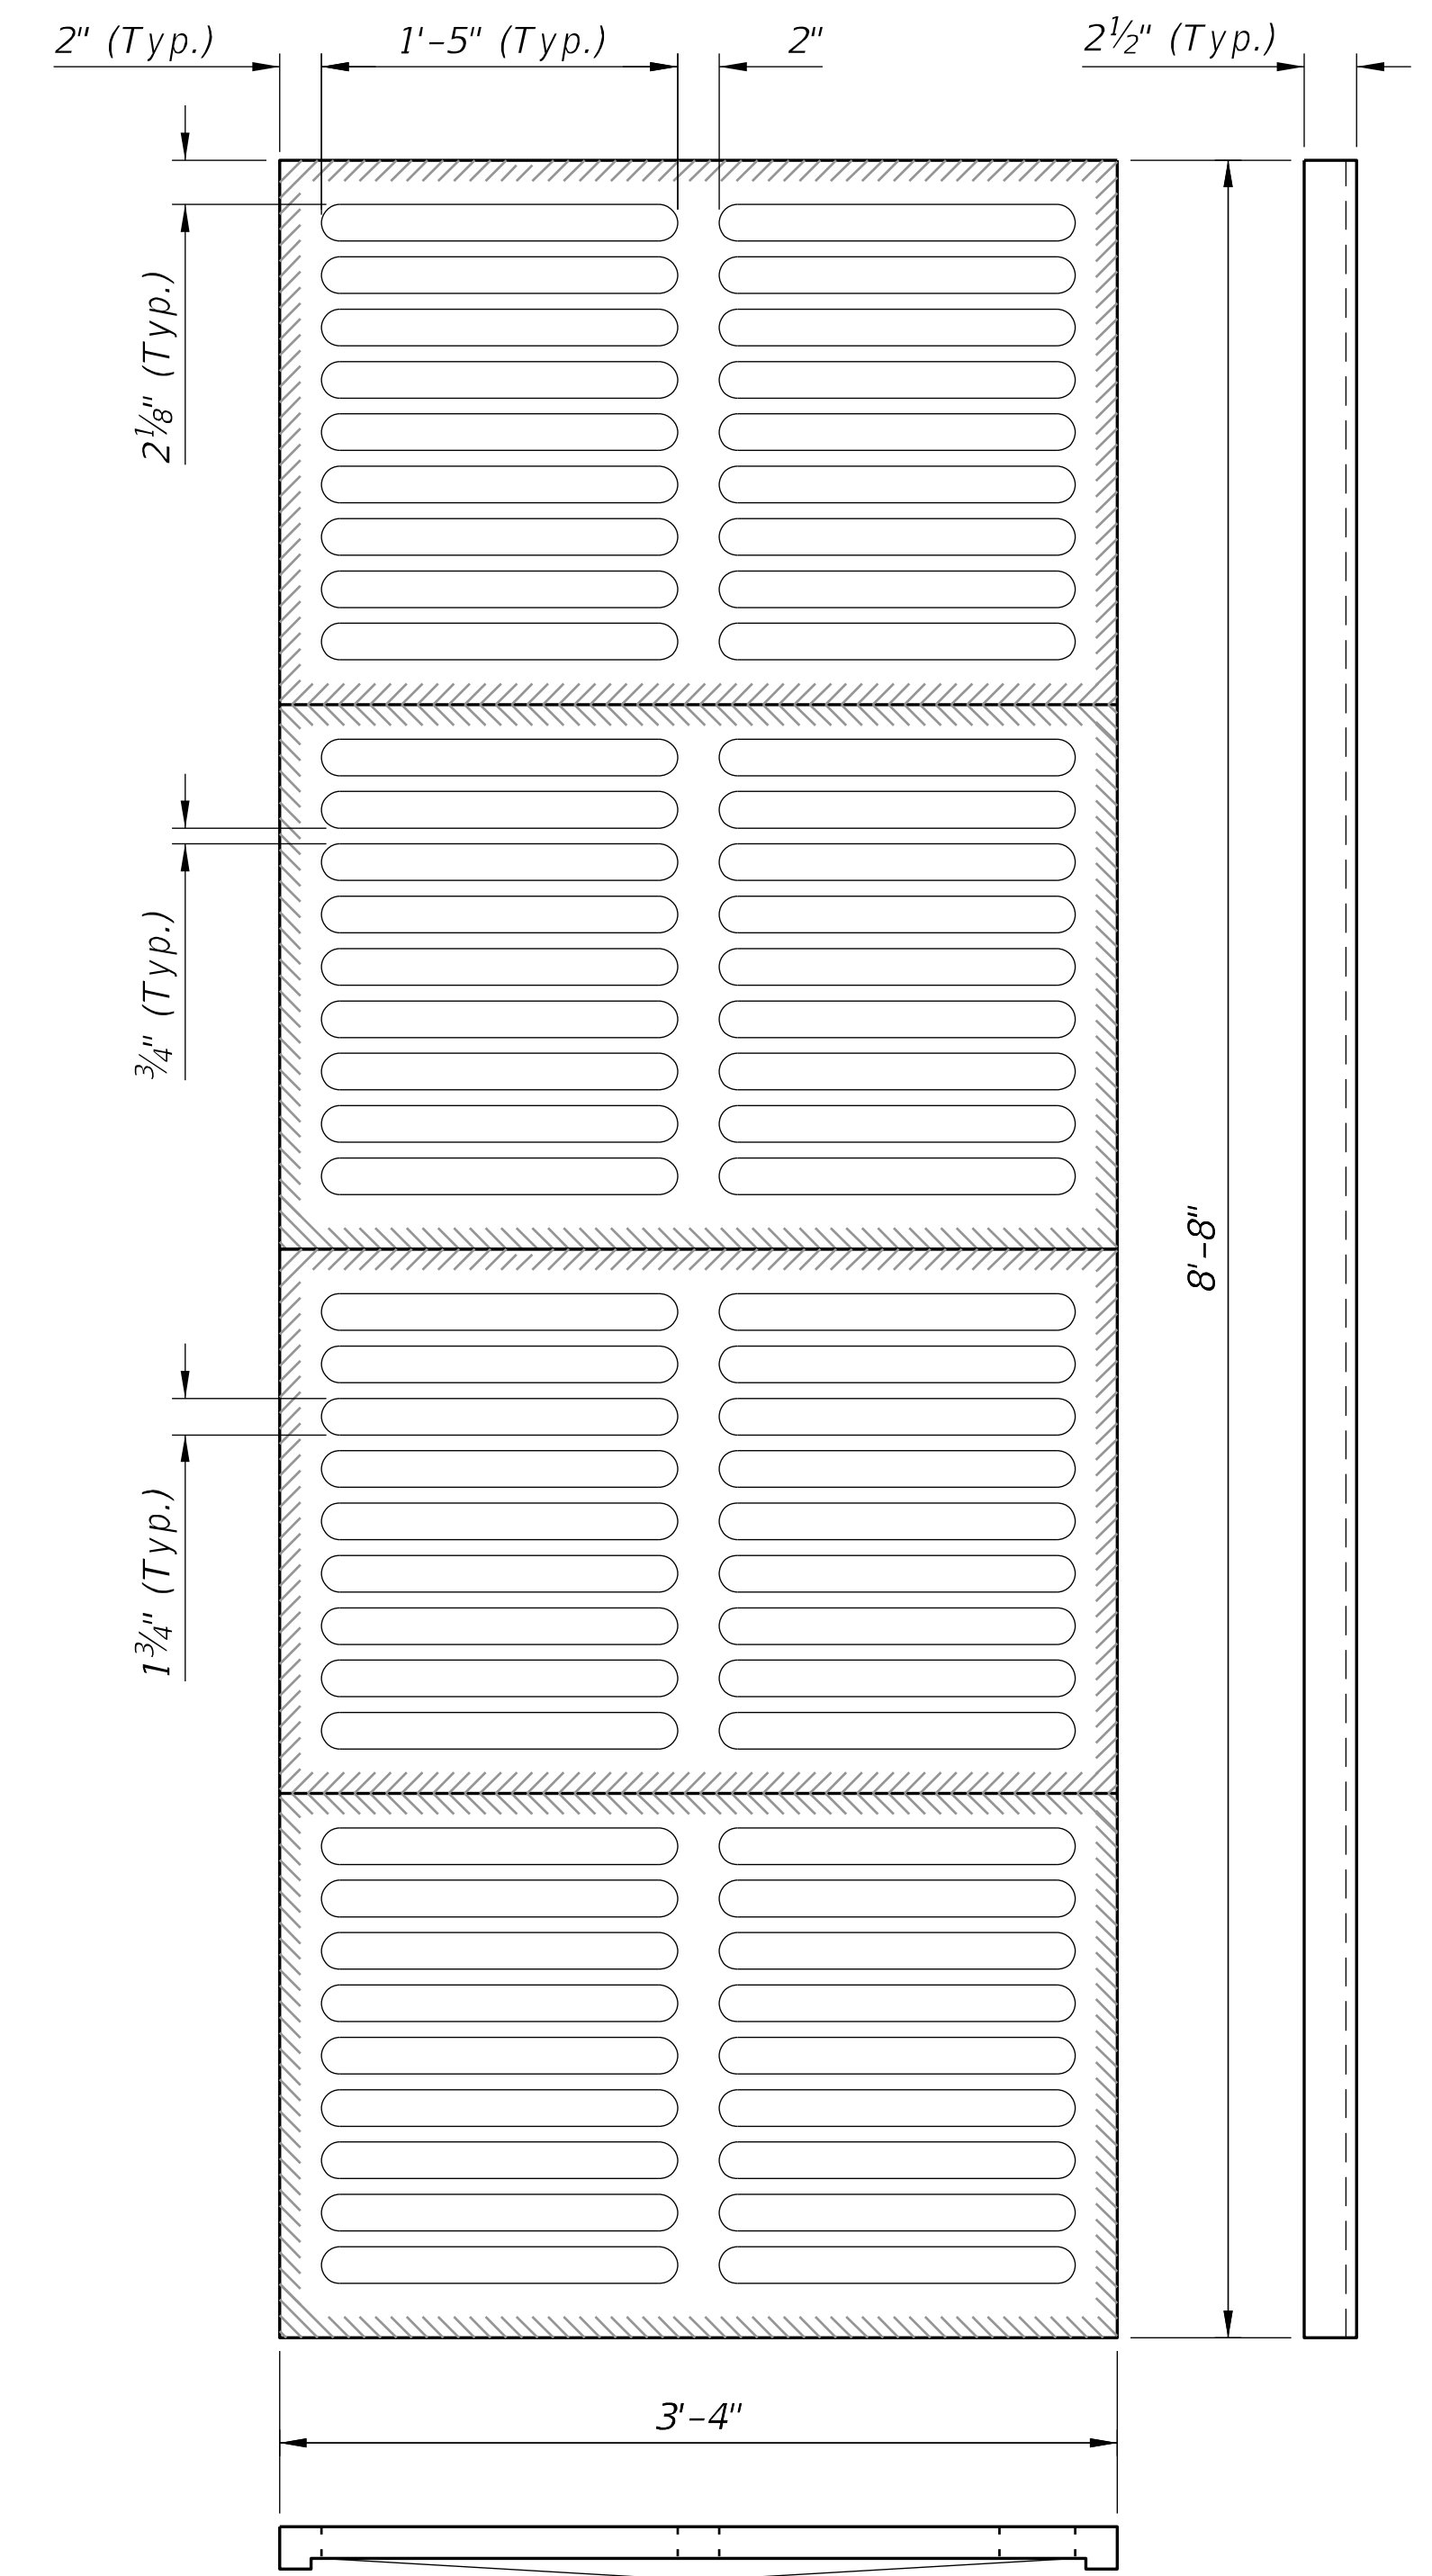 2" (Typ.)
1'-5" (Typ.)
2"
2½" (Typ.)
2⅛" (Typ.)
¾" (Typ.)
8'-8"
1¾" (Typ.)
3'-4"